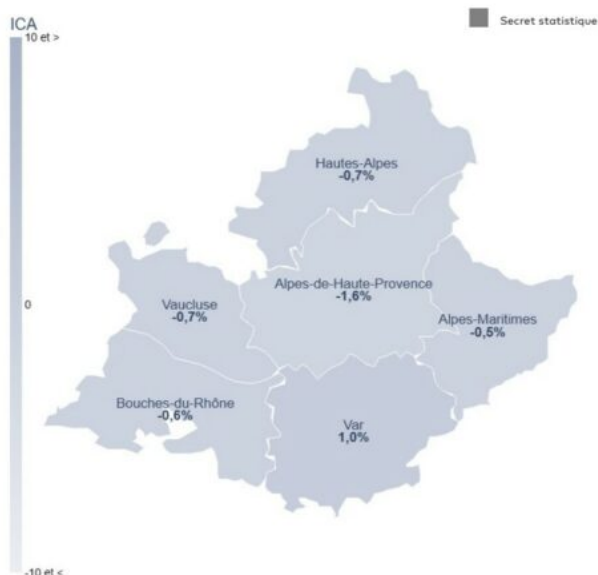 ICA
10 et >
Secret statistique
Hautes-Alpes
-0,7%
Alpes-de-Haute-Provence
-1,6%
Vaucluse
-0,7%
0
Alpes-Maritimes
-0,5%
Bouches-du-Rhône
-0,6%
Var
1,0%
-10 et <